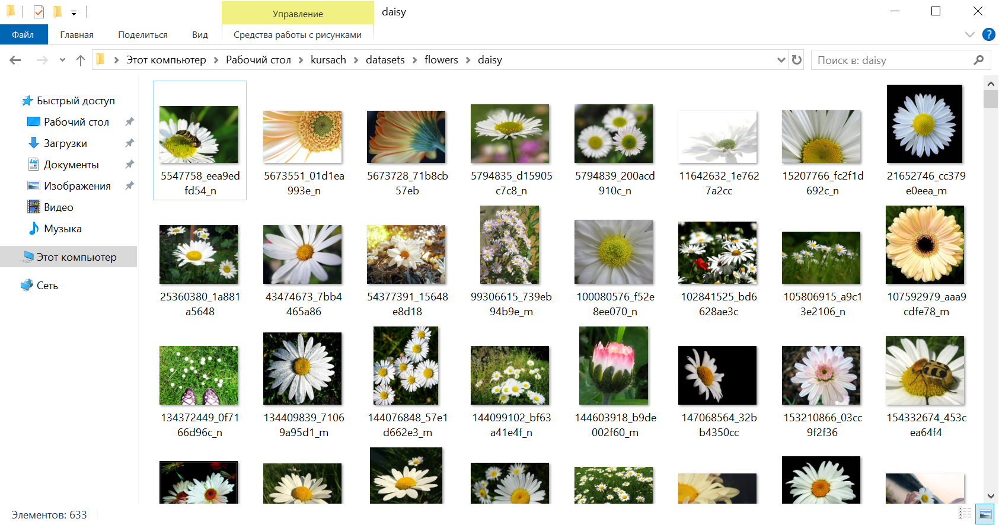 Управление
daisy
Файл
Главная
Поделиться
Вид
Средства работы с рисунками
?
Этот компьютер
Рабочий стол
kursach
datasets
flowers
daisy
Поиск в: daisy
Быстрый доступ
Рабочий стол
Загрузки
Документы
Изображения
Видео
Музыка
Этот компьютер
Сеть
5547758_eea9ed
fd54_n
5673551_01d1ea
993e_n
5673728_71b8cb
57eb
5794835_d15905
c7c8_n
5794839_200acd
910c_n
11642632_1e762
7a2cc
15207766_fc2f1d
692c_n
21652746_cc379
e0eea_m
25360380_1a881
a5648
43474673_7bb4
465a86
54377391_15648
e8d18
99306615_739eb
94b9e_m
100080576_f52e
8ee070_n
102841525_bd6
628ae3c
105806915_a9c1
3e2106_n
107592979_aaa9
cdfe78_m
134372449_0f71
66d96c_n
134409839_7106
9a95d1_m
144076848_57e1
d662e3_m
144099102_bf63
a41e4f_n
144603918_b9de
002f60_m
147068564_32b
b4350cc
153210866_03cc
9f2f36
154332674_453c
ea64f4
Элементов: 633